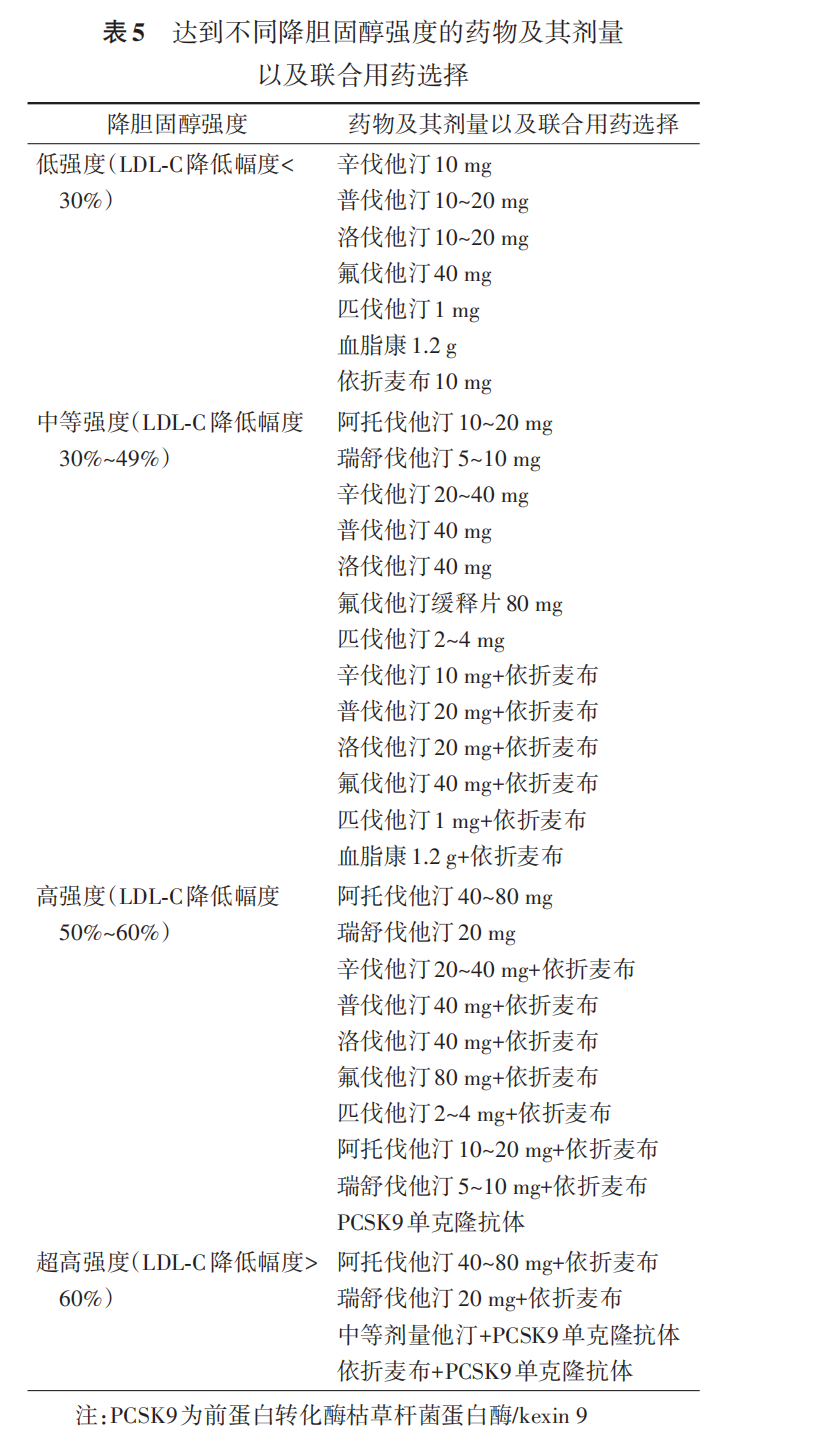 表5 达到不同降胆固醇强度的药物及其剂量
以及联合用药选择
降胆固醇强度 药物及其剂量以及联合用药选择
低强度(LDL-C降低幅度< 辛伐他汀10 mg
30%) 普伐他汀10~20 mg
洛伐他汀10~20 mg
氟伐他汀40 mg
匹伐他汀1 mg
血脂康1.2 g
依折麦布10 mg
中等强度(LDL-C降低幅度 阿托伐他汀10~20 mg
30%~49%) 瑞舒伐他汀5~10 mg
辛伐他汀20~40 mg
普伐他汀40 mg
洛伐他汀40 mg
氟伐他汀缓释片80 mg
匹伐他汀2~4 mg
辛伐他汀10 mg+依折麦布
普伐他汀20 mg+依折麦布
洛伐他汀20 mg+依折麦布
氟伐他汀40 mg+依折麦布
匹伐他汀1 mg+依折麦布
血脂康1.2 g+依折麦布
高强度(LDL-C降低幅度 阿托伐他汀40~80 mg
50%~60%) 瑞舒伐他汀20 mg
辛伐他汀20~40 mg+依折麦布
普伐他汀40 mg+依折麦布
洛伐他汀40 mg+依折麦布
氟伐他汀80 mg+依折麦布
匹伐他汀2~4 mg+依折麦布
阿托伐他汀10~20 mg+依折麦布
瑞舒伐他汀5~10 mg+依折麦布
PCSK9单克隆抗体
超高强度(LDL-C降低幅度> 阿托伐他汀40~80 mg+依折麦布
60%) 瑞舒伐他汀20 mg+依折麦布
中等剂量他汀+PCSK9单克隆抗体
依折麦布+PCSK9单克隆抗体
注:PCSK9为前蛋白转化酶枯草杆菌蛋白酶/kexin 9